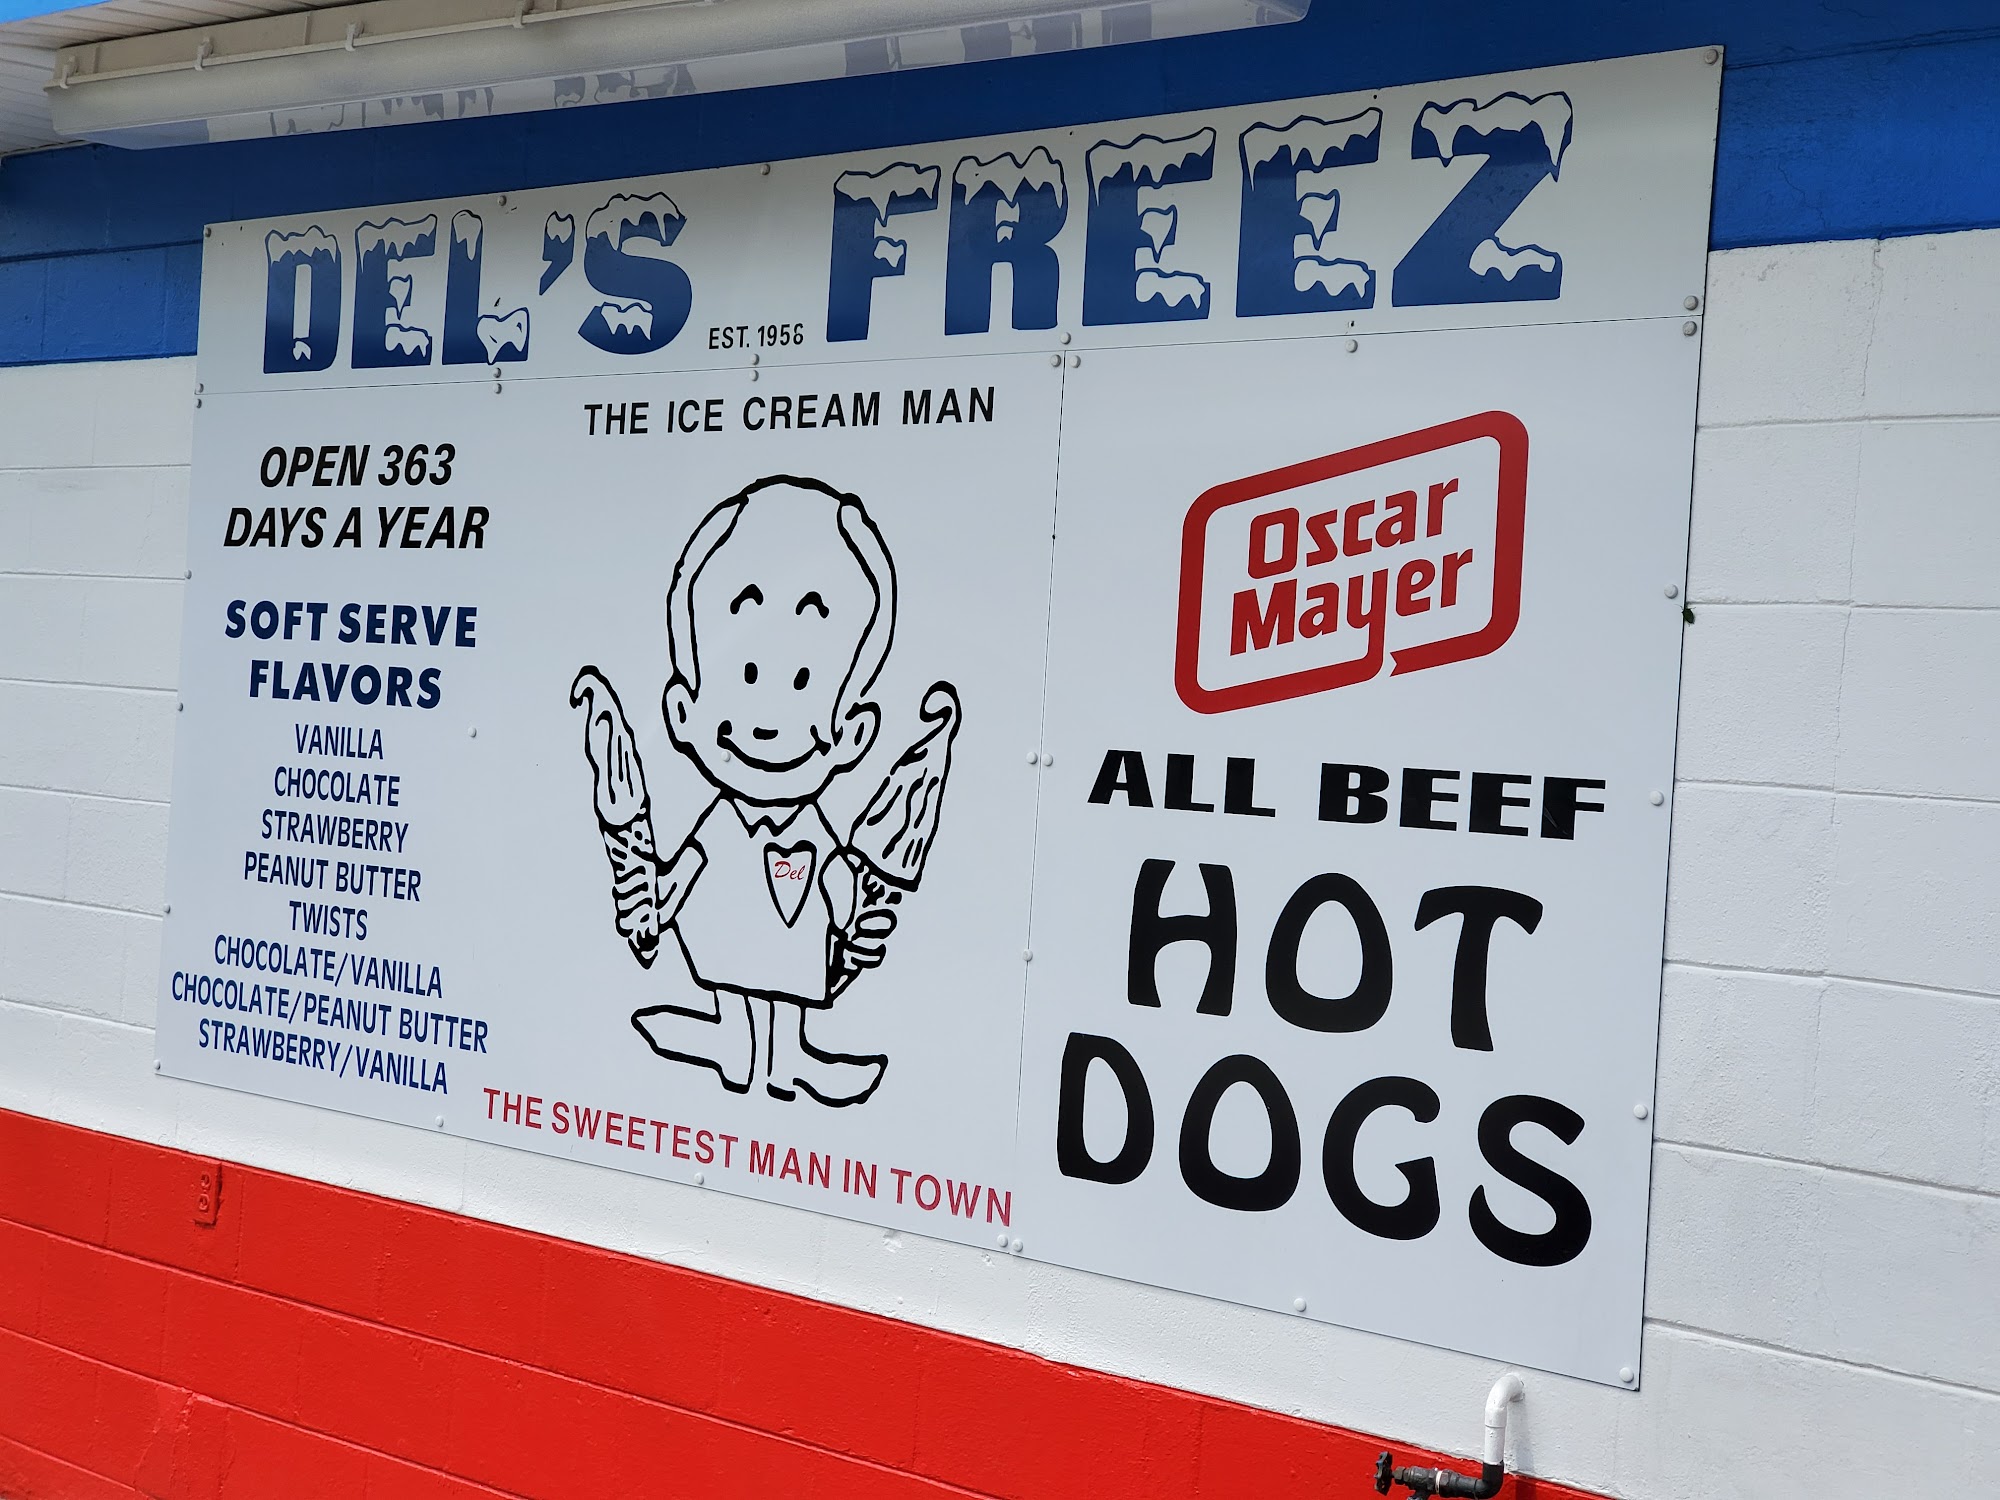 DEL'S FREEZ
EST. 1958
THE ICE CREAM MAN
OPEN 363
DAYS A YEAR
SOFT SERVE
FLAVORS
VANILLA
CHOCOLATE
STRAWBERRY
PEANUT BUTTER
TWISTS
CHOCOLATE/VANILLA
CHOCOLATE/PEANUT BUTTER
STRAWBERRY/VANILLA
Del
THE SWEETEST MAN IN TOWN
Oscar
Mayer
ALL BEEF
HOT
DOGS